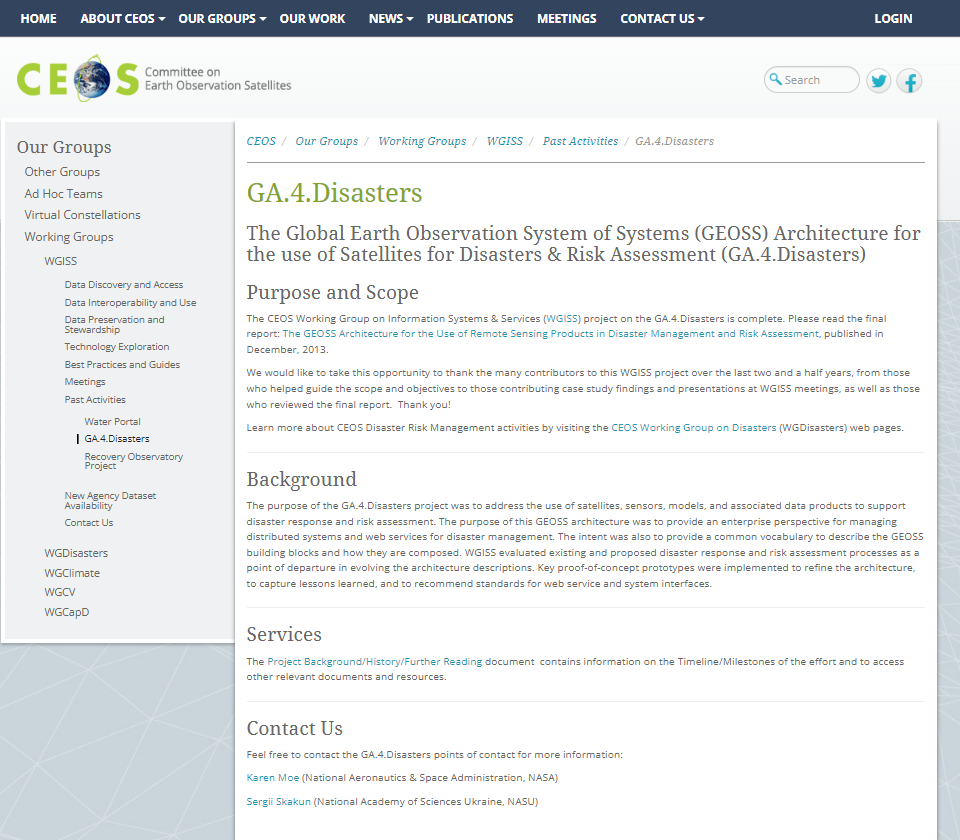 HOME ABOUT CEOS OUR GROUPS OUR WORK NEWS PUBLICATIONS MEETINGS CONTACT US LOGIN
CEOS Committee on
Earth Observation Satellites
Search
Our Groups
Other Groups
Ad Hoc Teams
Virtual Constellations
Working Groups
WGISS
Data Discovery and Access
Data Interoperability and Use
Data Preservation and
Stewardship
Technology Exploration
Best Practices and Guides
Meetings
Past Activities
Water Portal
GA.4.Disasters
Recovery Observatory
Project
New Agency Dataset
Availability
Contact Us
WGDisasters
WGClimate
WGCV
WGCapD
CEOS / Our Groups / Working Groups / WGISS / Past Activities / GA.4.Disasters
GA.4.Disasters
The Global Earth Observation System of Systems (GEOSS) Architecture for
the use of Satellites for Disasters & Risk Assessment (GA.4.Disasters)
Purpose and Scope
The CEOS Working Group on Information Systems & Services (WGISS) project on the GA.4.Disasters is complete. Please read the final
report: The GEOSS Architecture for the Use of Remote Sensing Products in Disaster Management and Risk Assessment, published in
December, 2013.
We would like to take this opportunity to thank the many contributors to this WGISS project over the last two and a half years, from those
who helped guide the scope and objectives to those contributing case study findings and presentations at WGISS meetings, as well as those
who reviewed the final report. Thank you!
Learn more about CEOS Disaster Risk Management activities by visiting the CEOS Working Group on Disasters (WGDisasters) web pages.
Background
The purpose of the GA.4.Disasters project was to address the use of satellites, sensors, models, and associated data products to support
disaster response and risk assessment. The purpose of this GEOSS architecture was to provide an enterprise perspective for managing
distributed systems and web services for disaster management. The intent was also to provide a common vocabulary to describe the GEOSS
building blocks and how they are composed. WGISS evaluated existing and proposed disaster response and risk assessment processes as a
point of departure in evolving the architecture descriptions. Key proof-of-concept prototypes were implemented to refine the architecture,
to capture lessons learned, and to recommend standards for web service and system interfaces.
Services
The Project Background/History/Further Reading document contains information on the Timeline/Milestones of the effort and to access
other relevant documents and resources.
Contact Us
Feel free to contact the GA.4.Disasters points of contact for more information:
Karen Moe (National Aeronautics & Space Administration, NASA)
Sergii Skakun (National Academy of Sciences Ukraine, NASU)